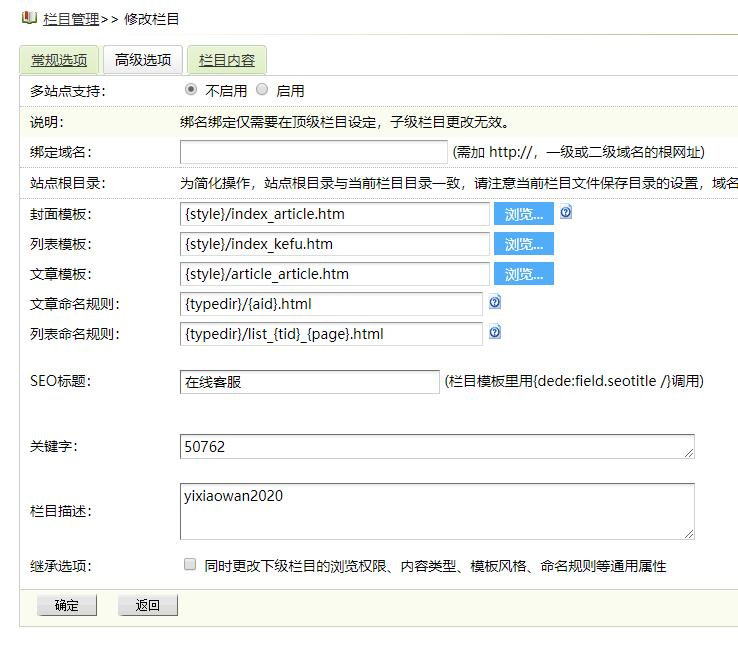 栏目管理>> 修改栏目
常规选项 高级选项 栏目内容
多站点支持： 不启用 启用
说明： 绑名绑定仅需要在顶级栏目设定，子级栏目更改无效。
绑定域名： (需加 http://，一级或二级域名的根网址)
站点根目录： 为简化操作，站点根目录与当前栏目目录一致，请注意当前栏目文件保存目录的设置，域名
封面模板： {style}/index_article.htm 浏览...
列表模板： {style}/index_kefu.htm 浏览...
文章模板： {style}/article_article.htm 浏览...
文章命名规则： {typedir}/{aid}.html
列表命名规则： {typedir}/list_{tid}_{page}.html
SEO标题： 在线客服 (栏目模板里用{dede:field.seotitle /}调用)
关键字： 50762
栏目描述： yixiaowan2020
继承选项： 同时更改下级栏目的浏览权限、内容类型、模板风格、命名规则等通用属性
确定 返回